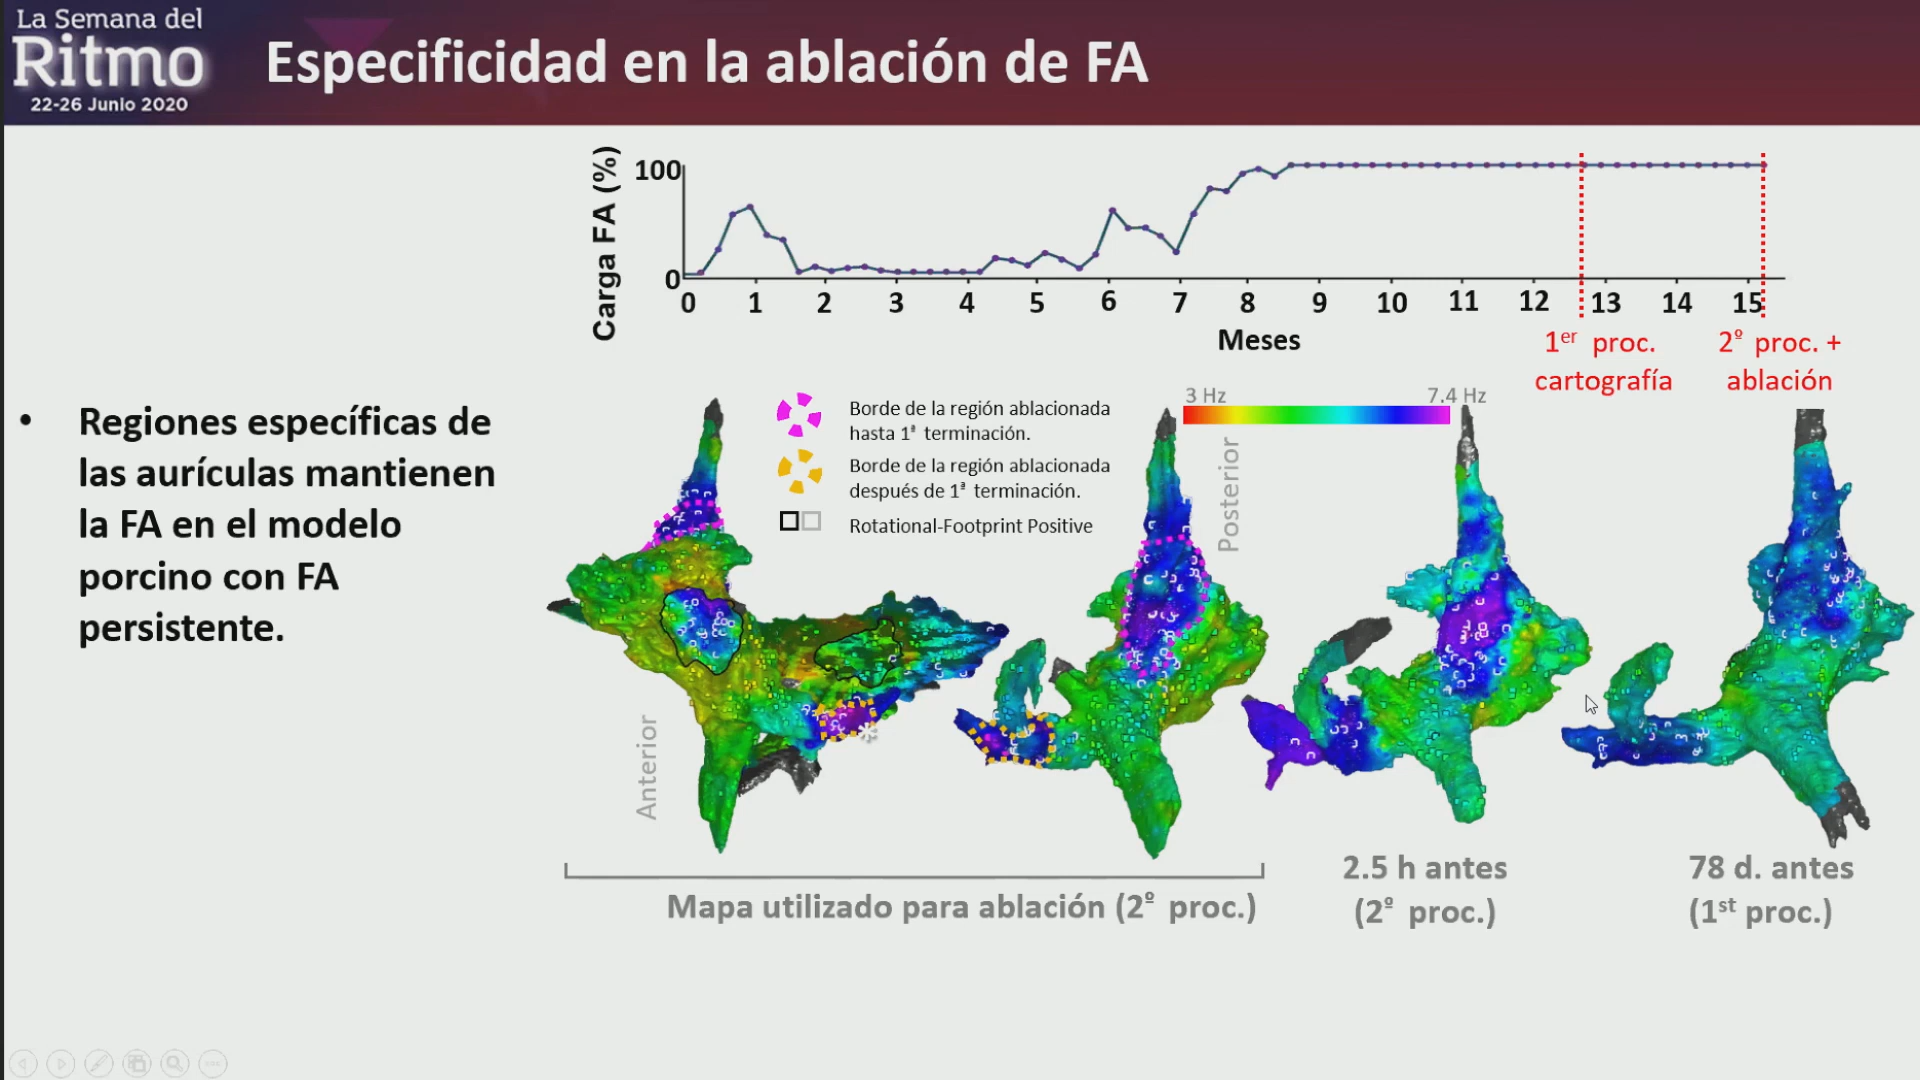 La Semana del
Ritmo
22-26 Junio 2020
Especificidad en la ablación de FA
Carga FA (%)
100
0
0 1 2 3 4 5 6 7 8 9 10 11 12 13 14 15
Meses
1er proc.
cartografía
2º proc. +
ablación
• Regiones específicas de
las aurículas mantienen
la FA en el modelo
porcino con FA
persistente.
Borde de la región ablacionada
hasta 1ª terminación.
Borde de la región ablacionada
después de 1ª terminación.
Rotational-Footprint Positive
3 Hz 7.4 Hz
Posterior
Anterior
Mapa utilizado para ablación (2º proc.)
2.5 h antes
(2º proc.)
78 d. antes
(1st proc.)